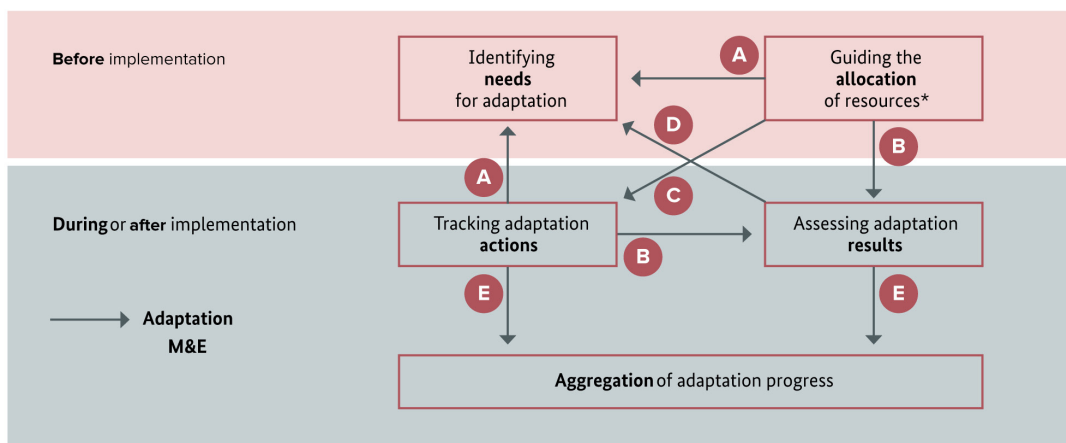 Before implementation
Identifying
needs
for adaptation
A
Guiding the
allocation
of resources*
D
B
A
C
During or after implementation
Tracking adaptation
actions
B
Assessing adaptation
results
E
E
Adaptation
M&E
Aggregation of adaptation progress